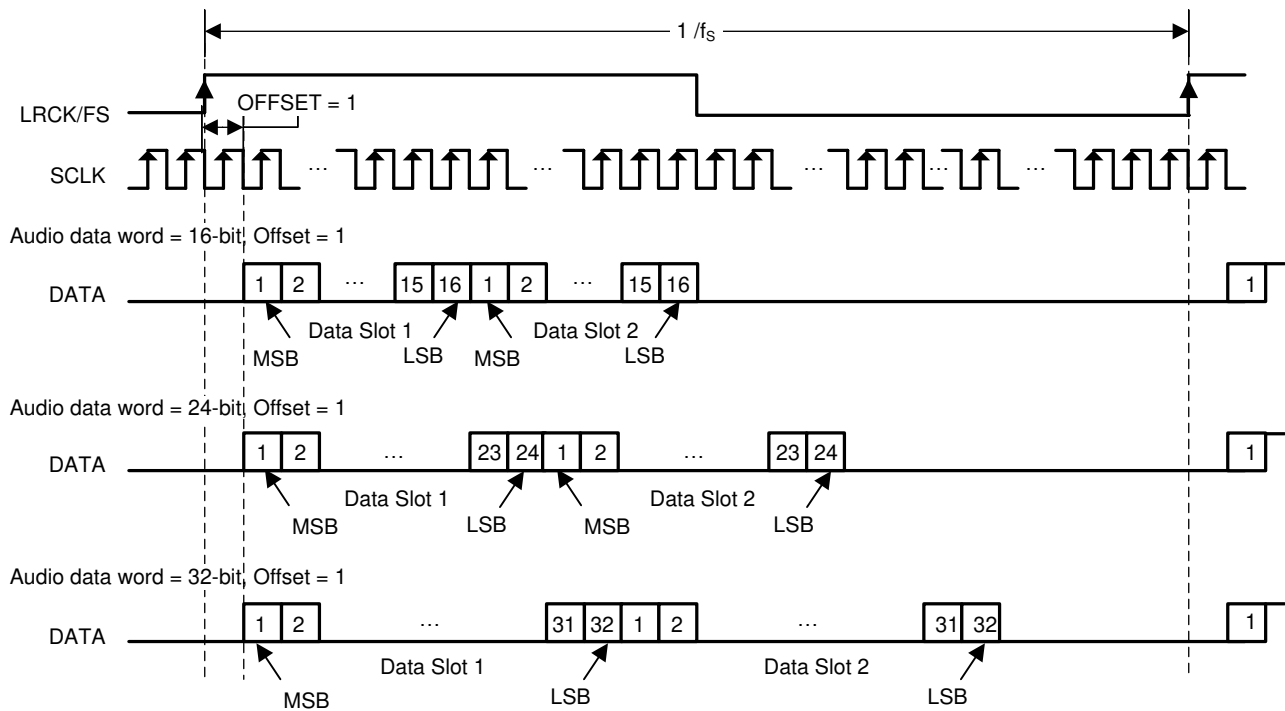 1 /fS
LRCK/FS
OFFSET = 1
SCLK
… … … … …
Audio data word = 16-bit, Offset = 1
DATA
1 2 … 15 16 1 2 … 15 16 1
Data Slot 1 Data Slot 2
MSB LSB MSB LSB
Audio data word = 24-bit, Offset = 1
DATA
1 2 … 23 24 1 2 … 23 24 1
Data Slot 1 Data Slot 2
MSB LSB MSB LSB
Audio data word = 32-bit, Offset = 1
DATA
1 2 … 31 32 1 2 … 31 32 1
Data Slot 1 Data Slot 2
MSB LSB LSB